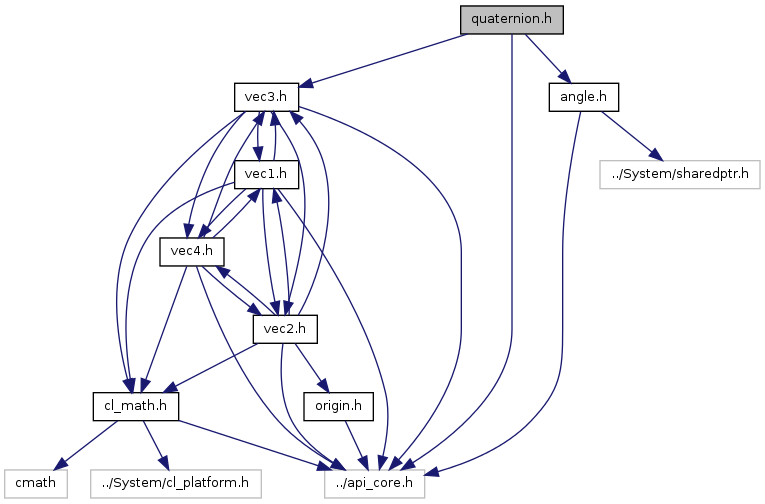 quaternion.h
vec3.h
angle.h
vec1.h
../System/sharedptr.h
vec4.h
vec2.h
cl_math.h
origin.h
cmath
../System/cl_platform.h
../api_core.h